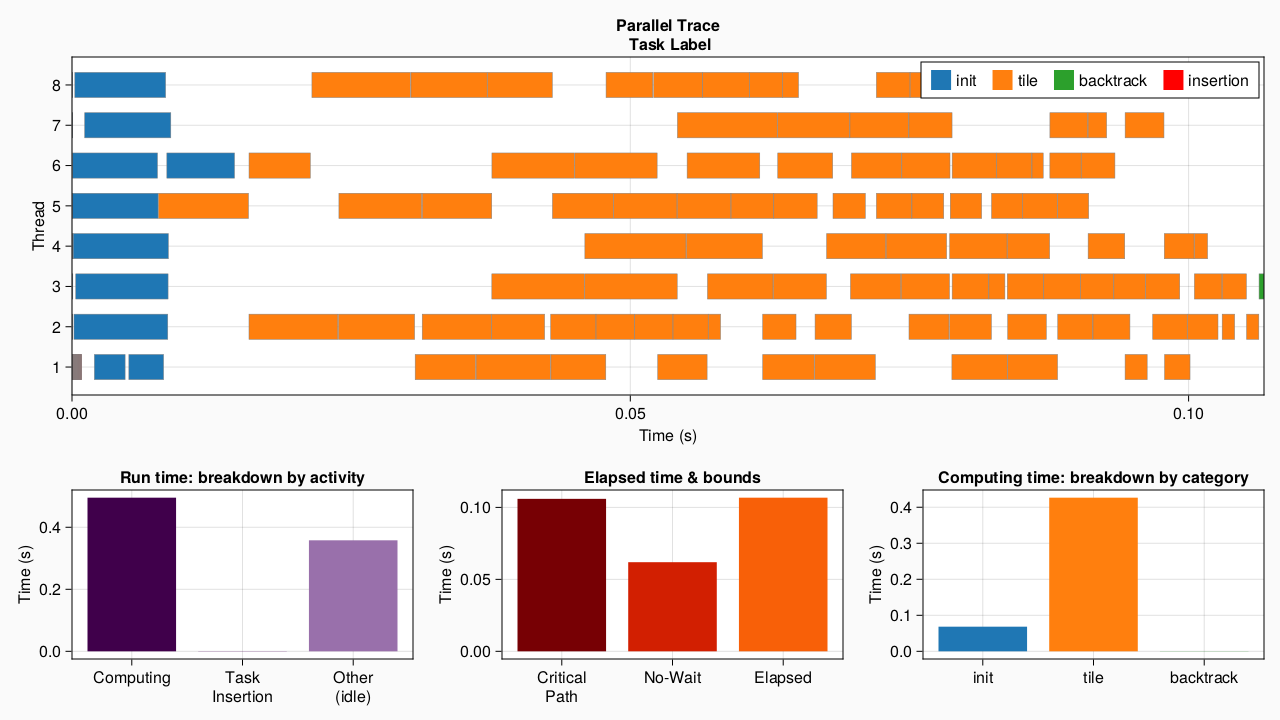 Parallel Trace
Task Label
init tile backtrack insertion
8
7
6
5
4
3
2
1
Thread
0.00 0.05 0.10
Time (s)
Run time: breakdown by activity
0.4
0.2
0.0
Time (s)
Computing Task Insertion Other (idle)
Elapsed time & bounds
0.10
0.05
0.00
Time (s)
Critical Path No-Wait Elapsed
Computing time: breakdown by category
0.4
0.3
0.2
0.1
0.0
Time (s)
init tile backtrack